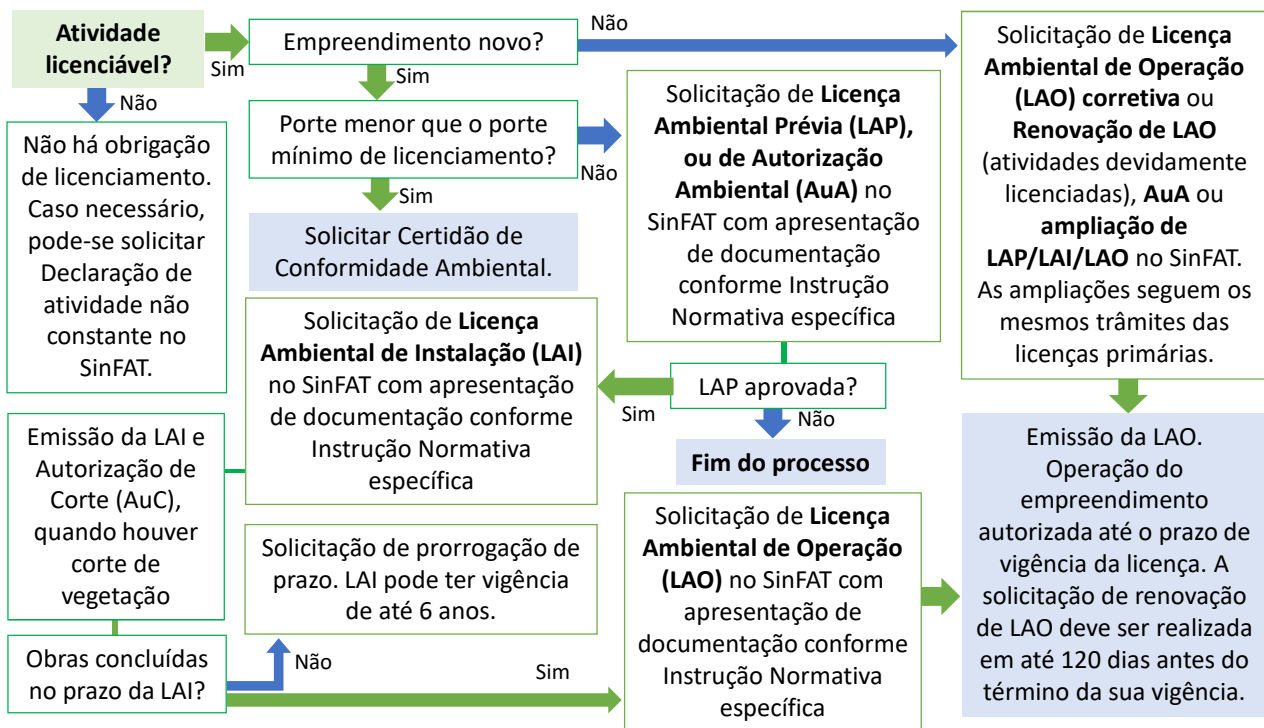 Atividade
licenciável?
Sim
Não
Empreendimento novo?
Não
Sim
Não há obrigação
de licenciamento.
Caso necessário,
pode-se solicitar
Declaração de
atividade não
constante no
SinFAT.
Porte menor que o porte
mínimo de licenciamento?
Não
Sim
Solicitar Certidão de
Conformidade Ambiental.
Solicitação de Licença
Ambiental Prévia (LAP),
ou de Autorização
Ambiental (AuA) no
SinFAT com apresentação
de documentação
conforme Instrução
Normativa específica
Solicitação de Licença
Ambiental de Operação
(LAO) corretiva ou
Renovação de LAO
(atividades devidamente
licenciadas), AuA ou
ampliação de
LAP/LAI/LAO no SinFAT.
As ampliações seguem os
mesmos trâmites das
licenças primárias.
LAP aprovada?
Sim
Não
Fim do processo
Solicitação de Licença
Ambiental de Instalação (LAI)
no SinFAT com apresentação
de documentação conforme
Instrução Normativa
específica
Emissão da LAI e
Autorização de
Corte (AuC),
quando houver
corte de
vegetação
Obras concluídas
no prazo da LAI?
Não
Sim
Solicitação de prorrogação de
prazo. LAI pode ter vigência
de até 6 anos.
Solicitação de Licença
Ambiental de Operação
(LAO) no SinFAT com
apresentação de
documentação conforme
Instrução Normativa
específica
Emissão da LAO.
Operação do
empreendimento
autorizada até o prazo de
vigência da licença. A
solicitação de renovação
de LAO deve ser realizada
em até 120 dias antes do
término da sua vigência.